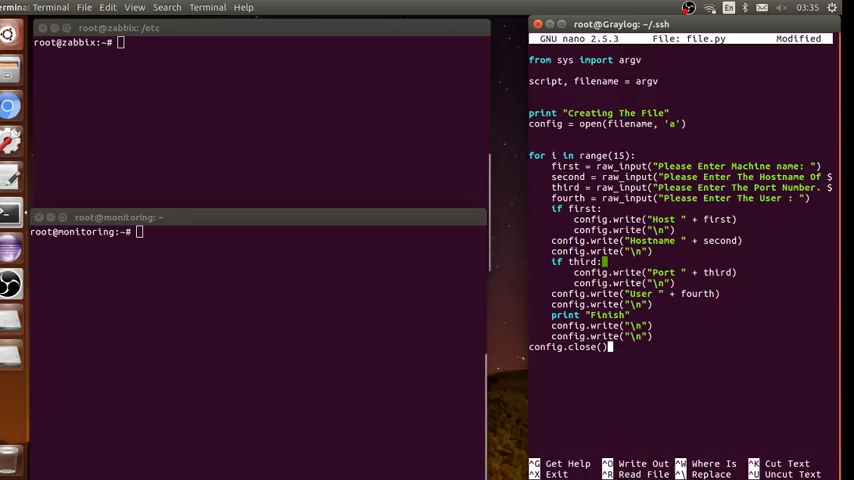 erminal Terminal File Edit View Search Terminal Help En 03:35
root@zabbix: /etc
root@zabbix:~#
root@monitoring: ~
root@monitoring:~#
root@Graylog: ~/.ssh
GNU nano 2.5.3 File: file.py Modified
from sys import argv
script, filename = argv
print "Creating The File"
config = open(filename, 'a')
for i in range(15):
    first = raw_input("Please Enter Machine name: ")
    second = raw_input("Please Enter The Hostname Of $
    third = raw_input("Please Enter The Port Number. $
    fourth = raw_input("Please Enter The User : ")
    if first:
        config.write("Host " + first)
        config.write("\n")
    config.write("Hostname " + second)
    config.write("\n")
    if third:
        config.write("Port " + third)
        config.write("\n")
    config.write("User " + fourth)
    config.write("\n")
    print "Finish"
    config.write("\n")
    config.write("\n")
config.close()
^G Get Help ^O Write Out ^W Where Is ^K Cut Text
^X Exit ^R Read File ^\ Replace ^U Uncut Text